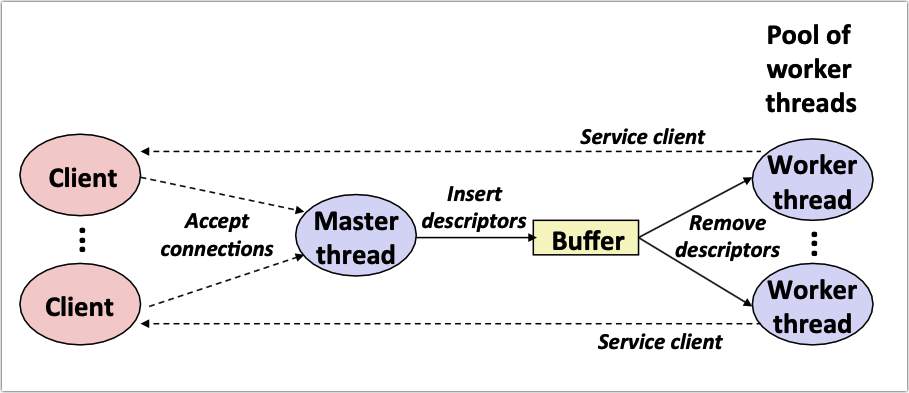 Pool of
worker
threads
Service client
Client
Worker
thread
Insert
descriptors
Accept
connections
Master
thread
Buffer
Remove
descriptors
Client
Worker
thread
Service client